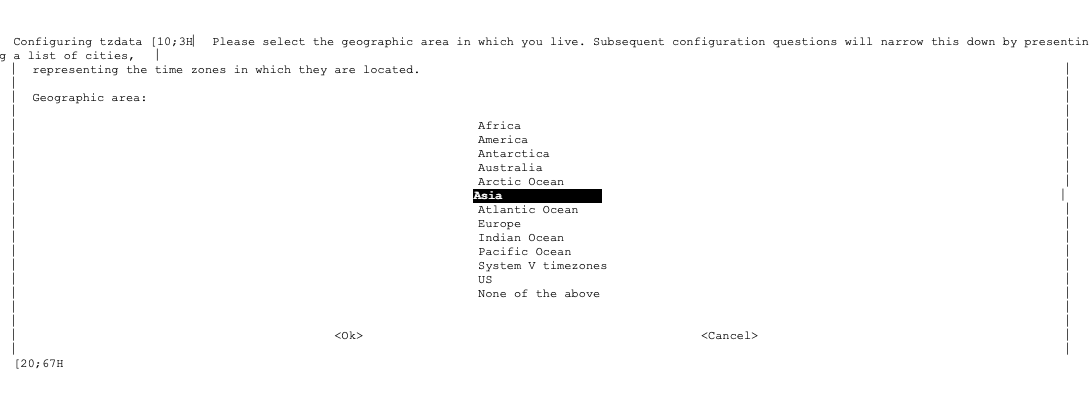 Configuring tzdata [10;3H Please select the geographic area in which you live. Subsequent configuration questions will narrow this down by presentin
g a list of cities,
representing the time zones in which they are located.
Geographic area:
Africa
America
Antarctica
Australia
Arctic Ocean
Asia
Atlantic Ocean
Europe
Indian Ocean
Pacific Ocean
System V timezones
US
None of the above
<Ok> <Cancel>
[20;67H